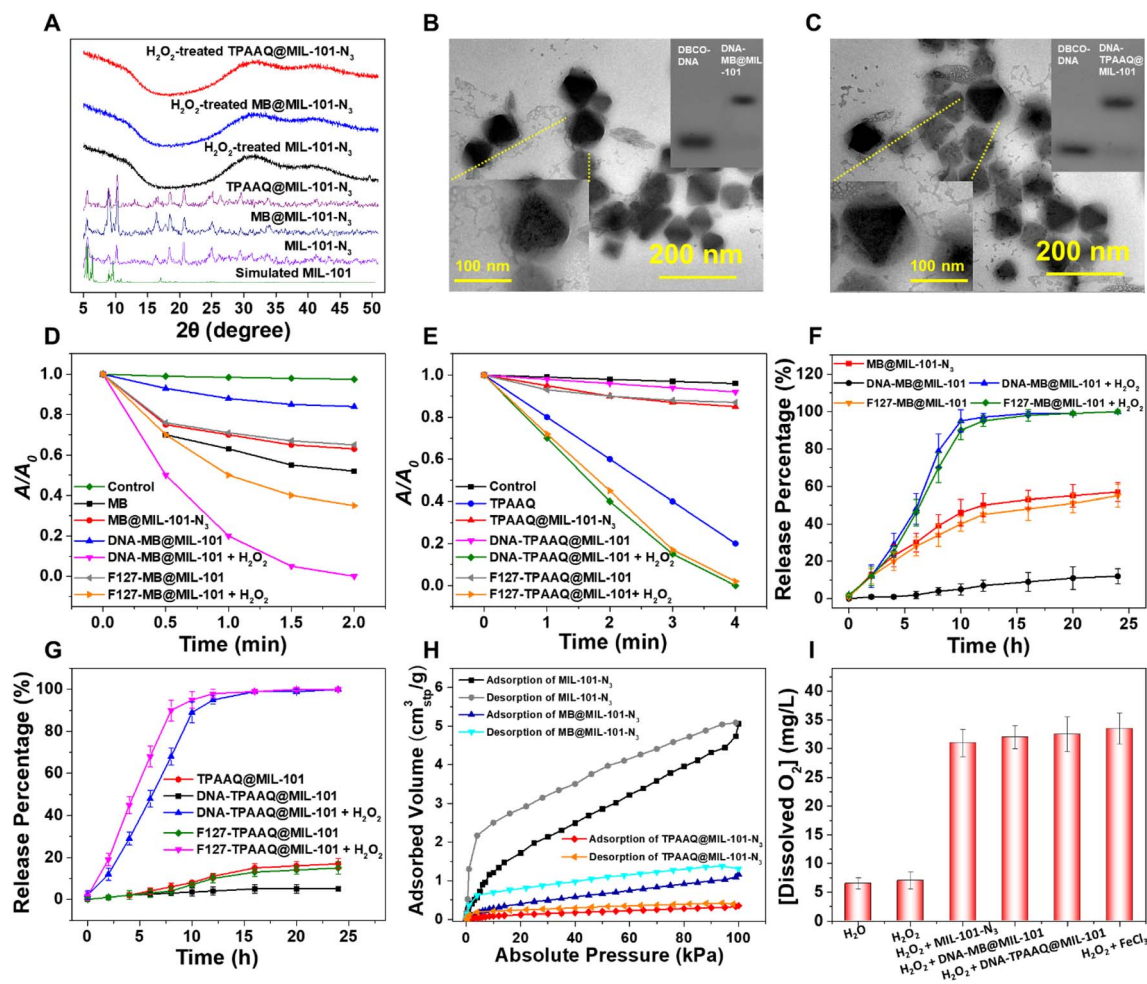 A
H₂O₂-treated TPAAQ@MIL-101-N₃
H₂O₂-treated MB@MIL-101-N₃
H₂O₂-treated MIL-101-N₃
TPAAQ@MIL-101-N₃
MB@MIL-101-N₃
MIL-101-N₃
Simulated MIL-101
5 10 15 20 25 30 35 40 45 50
2θ (degree)
B
DBCO-
DNA
DNA-
MB@MIL
-101
100 nm
200 nm
C
DBCO-
DNA
DNA-
TPAAQ@
MIL-101
100 nm
200 nm
D
1.0
0.8
0.6
0.4
0.2
0.0
A/A₀
Control
MB
MB@MIL-101-N₃
DNA-MB@MIL-101
DNA-MB@MIL-101 + H₂O₂
F127-MB@MIL-101
F127-MB@MIL-101 + H₂O₂
0.0 0.5 1.0 1.5 2.0
Time (min)
E
1.0
0.8
0.6
0.4
0.2
0.0
A/A₀
Control
TPAAQ
TPAAQ@MIL-101-N₃
DNA-TPAAQ@MIL-101
DNA-TPAAQ@MIL-101 + H₂O₂
F127-TPAAQ@MIL-101
F127-TPAAQ@MIL-101+ H₂O₂
0 1 2 3 4
Time (min)
F
Release Percentage (%)
MB@MIL-101-N₃
DNA-MB@MIL-101
DNA-MB@MIL-101 + H₂O₂
F127-MB@MIL-101
F127-MB@MIL-101 + H₂O₂
100
80
60
40
20
0
0 5 10 15 20 25
Time (h)
G
Release Percentage (%)
100
80
60
40
20
0
TPAAQ@MIL-101
DNA-TPAAQ@MIL-101
DNA-TPAAQ@MIL-101 + H₂O₂
F127-TPAAQ@MIL-101
F127-TPAAQ@MIL-101 + H₂O₂
0 5 10 15 20 25
Time (h)
H
Adsorbed Volume (cm³stp/g)
7
6
5
4
3
2
1
0
Adsorption of MIL-101-N₃
Desorption of MIL-101-N₃
Adsorption of MB@MIL-101-N₃
Desorption of MB@MIL-101-N₃
Adsorption of TPAAQ@MIL-101-N₃
Desorption of TPAAQ@MIL-101-N₃
0 20 40 60 80 100
Absolute Pressure (kPa)
I
[Dissolved O₂] (mg/L)
40
35
30
25
20
15
10
5
0
H₂O
H₂O₂
H₂O₂ + MIL-101-N₃
H₂O₂ + DNA-MB@MIL-101
H₂O₂ + DNA-TPAAQ@MIL-101
H₂O₂ + FeCl₃